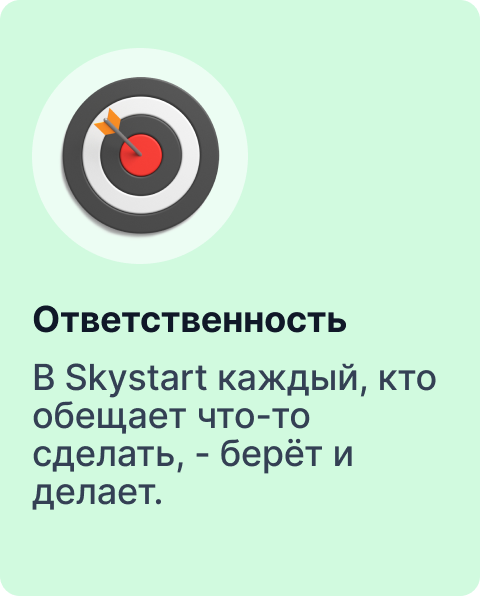 Ответственность
В Skystart каждый, кто
обещает что-то
сделать, - берёт и
делает.